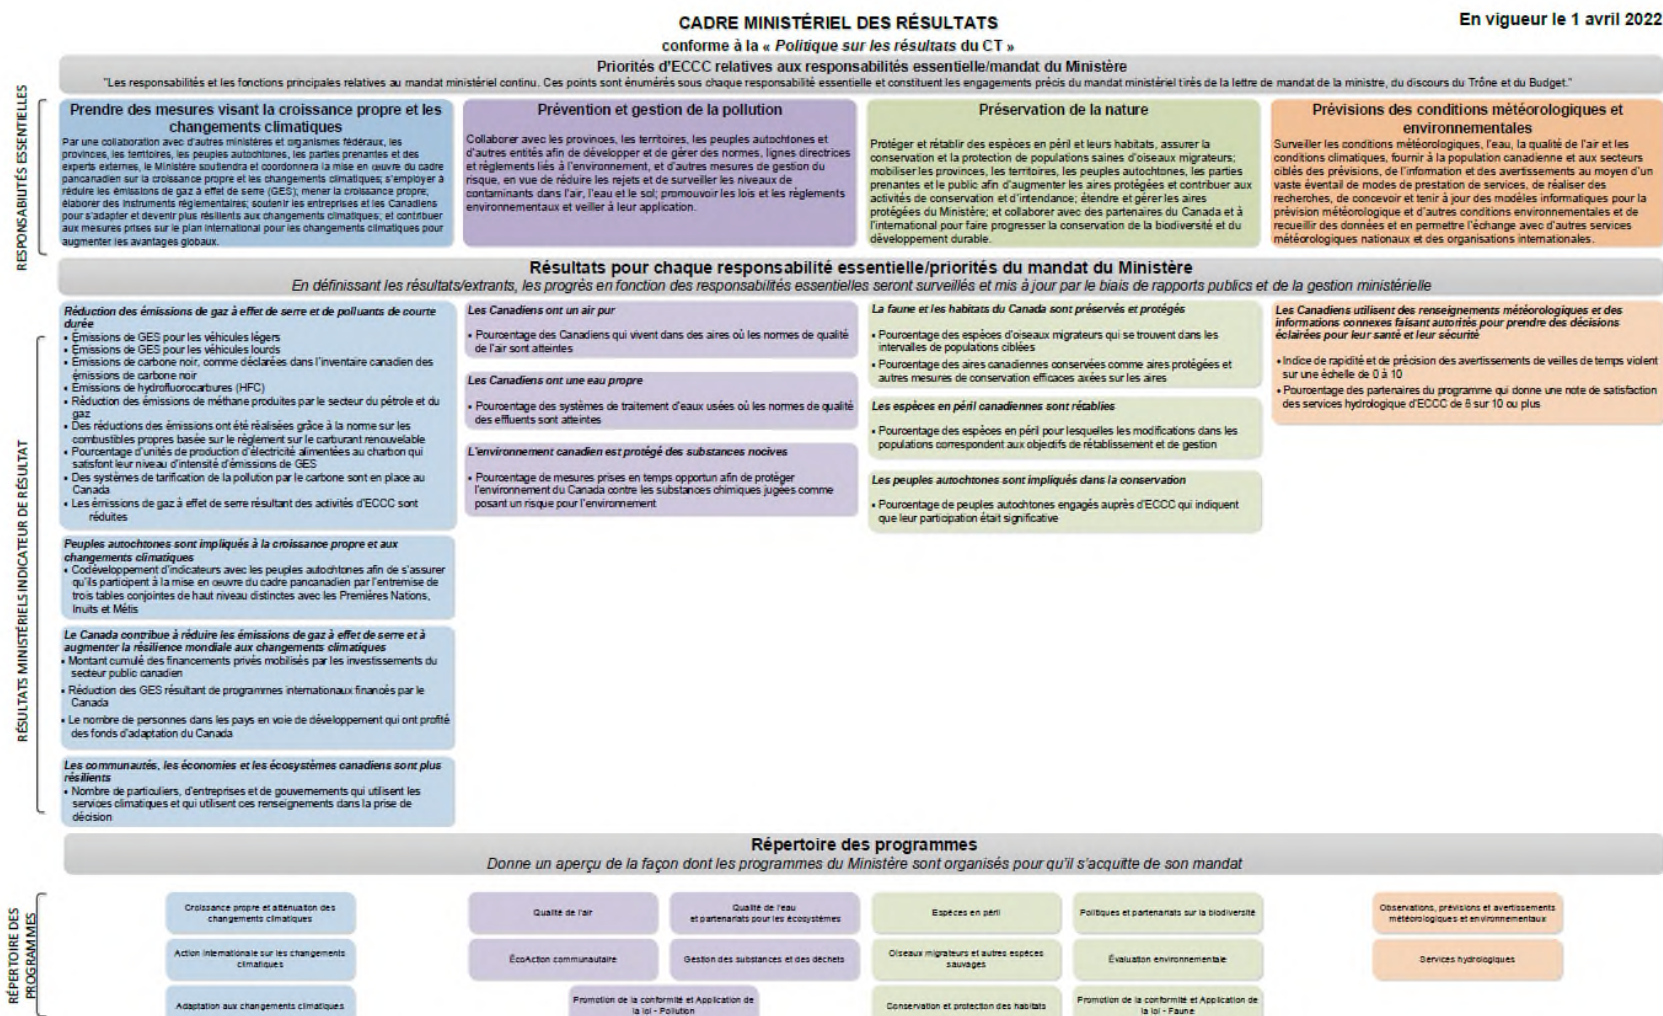 CADRE MINISTÉRIEL DES RÉSULTATS
En vigueur le 1 avril 2022
conforme à la « Politique sur les résultats du CT »
Priorités d'ECCC relatives aux responsabilités essentielle/mandat du Ministère
"Les responsabilités et les fonctions principales relatives au mandat ministériel continu. Ces points sont énumérés sous chaque responsabilité essentielle et constituent les engagements précis du mandat ministériel tirés de la lettre de mandat de la ministre, du discours du Trône et du Budget."
RESPONSABILITÉS ESSENTIELLES
Prendre des mesures visant la croissance propre et les
changements climatiques
Par une collaboration avec d'autres ministères et organismes fédéraux, les
provinces, les territoires, les peuples autochtones, les parties prenantes et des
experts externes, le Ministère soutiendra et coordonnera la mise en œuvre du cadre
pancanadien sur la croissance propre et les changements climatiques; s'employer à
réduire les émissions de gaz à effet de serre (GES); mener la croissance propre;
élaborer des instruments réglementaires; soutenir les entreprises et les Canadiens
pour s'adapter et devenir plus résilients aux changements climatiques; et contribuer
aux mesures prises sur le plan international pour les changements climatiques pour
augmenter les avantages globaux.
Prévention et gestion de la pollution
Collaborer avec les provinces, les territoires, les peuples autochtones et
d'autres entités afin de développer et de gérer des normes, lignes directrices
et règlements liés à l'environnement, et d'autres mesures de gestion du
risque, en vue de réduire les rejets et de surveiller les niveaux de
contaminants dans l'air, l'eau et le sol; promouvoir les lois et les règlements
environnementaux et veiller à leur application.
Préservation de la nature
Protéger et rétablir des espèces en péril et leurs habitats, assurer la
conservation et la protection de populations saines d'oiseaux migrateurs;
mobiliser les provinces, les territoires, les peuples autochtones, les parties
prenantes et le public afin d'augmenter les aires protégées et contribuer aux
activités de conservation et d'intendance; étendre et gérer les aires
protégées du Ministère; et collaborer avec des partenaires du Canada et à
l'international pour faire progresser la conservation de la biodiversité et du
développement durable.
Prévisions des conditions météorologiques et
environnementales
Surveiller les conditions météorologiques, l'eau, la qualité de l'air et les
conditions climatiques, fournir à la population canadienne et aux secteurs
ciblés des prévisions, de l'information et des avertissements au moyen d'un
vaste éventail de modes de prestation de services, de réaliser des
recherches, de concevoir et tenir à jour des modèles informatiques pour la
prévision météorologique et d'autres conditions environnementales et de
recueillir des données et en permettre l'échange avec d'autres services
météorologiques nationaux et des organisations internationales.
Résultats pour chaque responsabilité essentielle/priorités du mandat du Ministère
En définissant les résultats/extrants, les progrès en fonction des responsabilités essentielles seront surveillés et mis à jour par le biais de rapports publics et de la gestion ministérielle
RÉSULTATS MINISTÉRIELS INDICATEUR DE RÉSULTAT
Réduction des émissions de gaz à effet de serre et de polluants de courte
durée
• Émissions de GES pour les véhicules légers
• Émissions de GES pour les véhicules lourds
• Émissions de carbone noir, comme déclarées dans l'inventaire canadien des
émissions de carbone noir
• Émissions de hydrofluorocarbures (HFC)
• Réduction des émissions de méthane produites par le secteur du pétrole et du
gaz
• Des réductions des émissions ont été réalisées grâce à la norme sur les
combustibles propres basée sur le règlement sur le carburant renouvelable
• Pourcentage d'unités de production d'électricité alimentées au charbon qui
satisfont leur niveau d'intensité d'émissions de GES
• Des systèmes de tarification de la pollution par le carbone sont en place au
Canada
• Les émissions de gaz à effet de serre résultant des activités d'ECCC sont
réduites
Peuples autochtones sont impliqués à la croissance propre et aux
changements climatiques
• Codéveloppement d'indicateurs avec les peuples autochtones afin de s'assurer
qu'ils participent à la mise en œuvre du cadre pancanadien par l'entremise de
trois tables conjointes de haut niveau distinctes avec les Premières Nations,
Inuits et Métis
Le Canada contribue à réduire les émissions de gaz à effet de serre et à
augmenter la résilience mondiale aux changements climatiques
• Montant cumulé des financements privés mobilisés par les investissements du
secteur public canadien
• Réduction des GES résultant de programmes internationaux financés par le
Canada
• Le nombre de personnes dans les pays en voie de développement qui ont profité
des fonds d'adaptation du Canada
Les communautés, les économies et les écosystèmes canadiens sont plus
résilients
• Nombre de particuliers, d'entreprises et de gouvernements qui utilisent les
services climatiques et qui utilisent ces renseignements dans la prise de
décision
Les Canadiens ont un air pur
• Pourcentage des Canadiens qui vivent dans des aires où les normes de qualité
de l'air sont atteintes
Les Canadiens ont une eau propre
• Pourcentage des systèmes de traitement d'eaux usées où les normes de qualité
des effluents sont atteintes
L'environnement canadien est protégé des substances nocives
• Pourcentage de mesures prises en temps opportun afin de protéger
l'environnement du Canada contre les substances chimiques jugées comme
posant un risque pour l'environnement
La faune et les habitats du Canada sont préservés et protégés
• Pourcentage des espèces d'oiseaux migrateurs qui se trouvent dans les
intervalles de populations ciblées
• Pourcentage des aires canadiennes conservées comme aires protégées et
autres mesures de conservation efficaces axées sur les aires
Les espèces en péril canadiennes sont rétablies
• Pourcentage des espèces en péril pour lesquelles les modifications dans les
populations correspondent aux objectifs de rétablissement et de gestion
Les peuples autochtones sont impliqués dans la conservation
• Pourcentage de peuples autochtones engagés auprès d'ECCC qui indiquent
que leur participation était significative
Les Canadiens utilisent des renseignements météorologiques et des
informations connexes faisant autorités pour prendre des décisions
éclairées pour leur santé et leur sécurité
• Indice de rapidité et de précision des avertissements de veilles de temps violent
sur une échelle de 0 à 10
• Pourcentage des partenaires du programme qui donne une note de satisfaction
des services hydrologique d'ECCC de 8 sur 10 ou plus
Répertoire des programmes
Donne un aperçu de la façon dont les programmes du Ministère sont organisés pour qu'il s'acquitte de son mandat
RÉPERTOIRE DES
PROGRAMMES
Croissance propre et atténuation des
changements climatiques
Action internationale sur les changements
climatiques
Adaptation aux changements climatiques
Qualité de l'air
Qualité de l'eau
et partenariats pour les écosystèmes
ÉcoAction communautaire
Gestion des substances et des déchets
Promotion de la conformité et Application de
la loi - Pollution
Espèces en péril
Politiques et partenariats sur la biodiversité
Oiseaux migrateurs et autres espèces
sauvages
Évaluation environnementale
Conservation et protection des habitats
Promotion de la conformité et Application de
la loi - Faune
Observations, prévisions et avertissements
météorologiques et environnementaux
Services hydrologiques